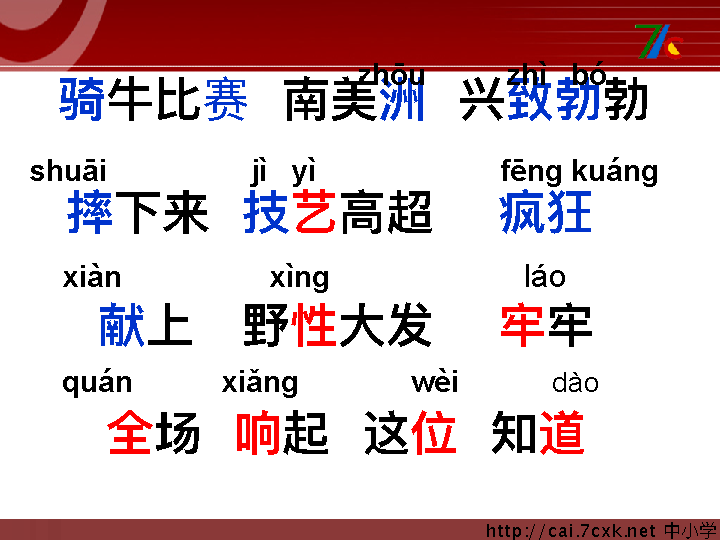 zhōu zhì bó
骑牛比赛 南美洲 兴致勃勃
shuāi jì yì fēng kuáng
摔下来 技艺高超 疯狂
xiàn xìng láo
献上 野性大发 牢牢
quán xiǎng wèi dào
全场 响起 这位 知道
http://cai.7cxk.net 中小学